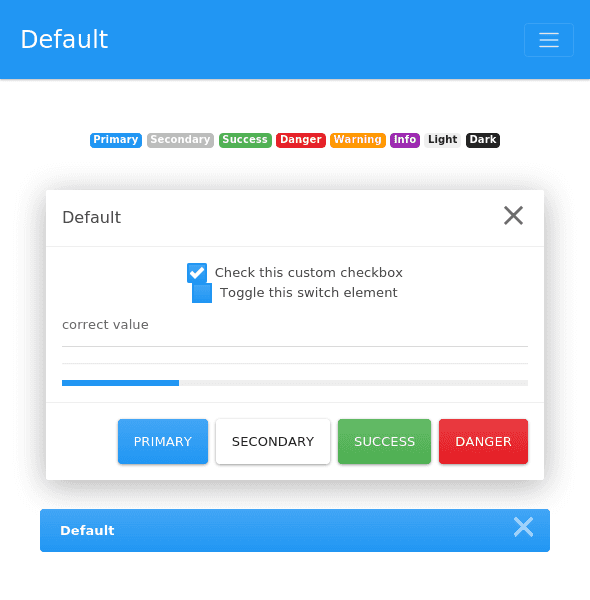 Default
Primary Secondary Success Danger Warning Info Light Dark
Default
Check this custom checkbox
Toggle this switch element
correct value
PRIMARY SECONDARY SUCCESS DANGER
Default